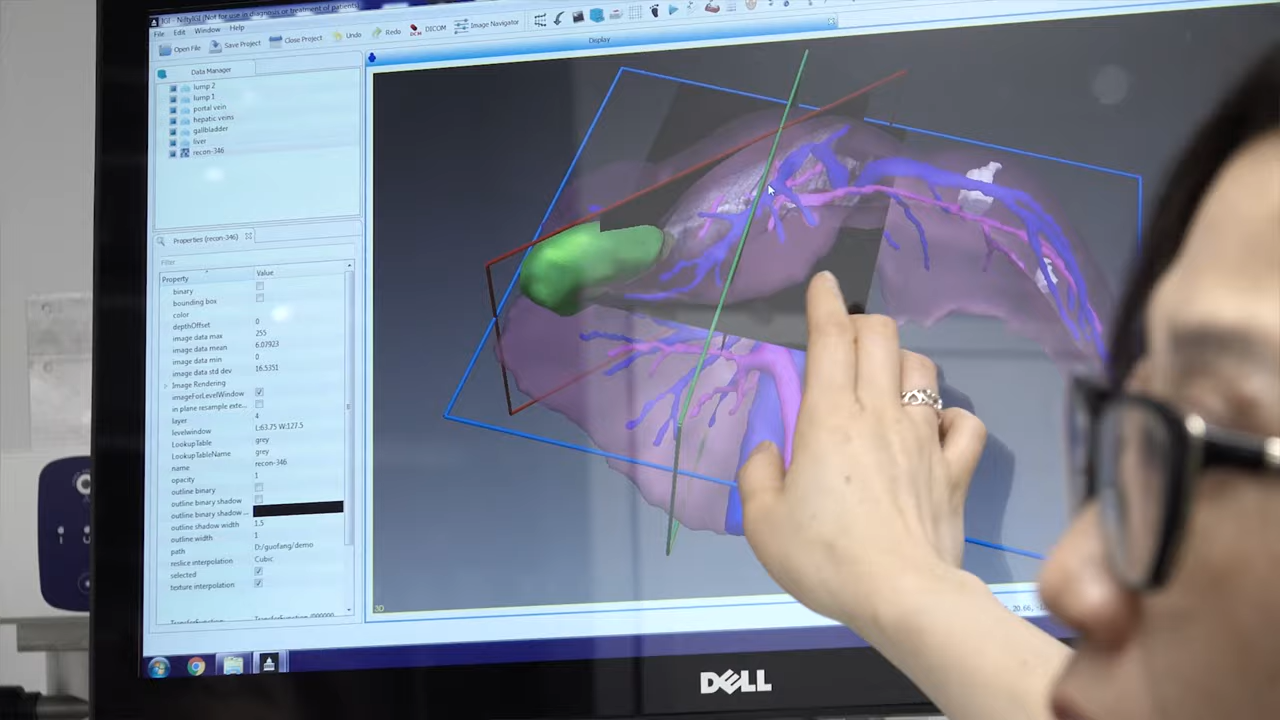 IGI - NiftyIGI (Not for use in diagnosis or treatment of patients)
File Edit Window Help
Open File Save Project Close Project Undo Redo DICOM Image Navigator
Data Manager
Display
lump 2
lump 1
portal vein
hepatic veins
gallbladder
liver
recon-346
Properties (recon-346)
Filter
Property Value
binary
bounding box
color
depthOffset 0
image data max 255
image data mean 6.07923
image data min 0
image data std dev 16.5351
Image Rendering
imageForLevelWindow
in plane resample exte...
layer 4
levelwindow L:63.75 W:127.5
LookupTable grey
LookupTableName grey
name recon-346
opacity 1
outline binary
outline binary shadow
outline binary shadow ...
outline shadow width 1.5
outline width 1
path D:/guofang/demo
reslice interpolation Cubic
selected
texture interpolation
3D
DELL